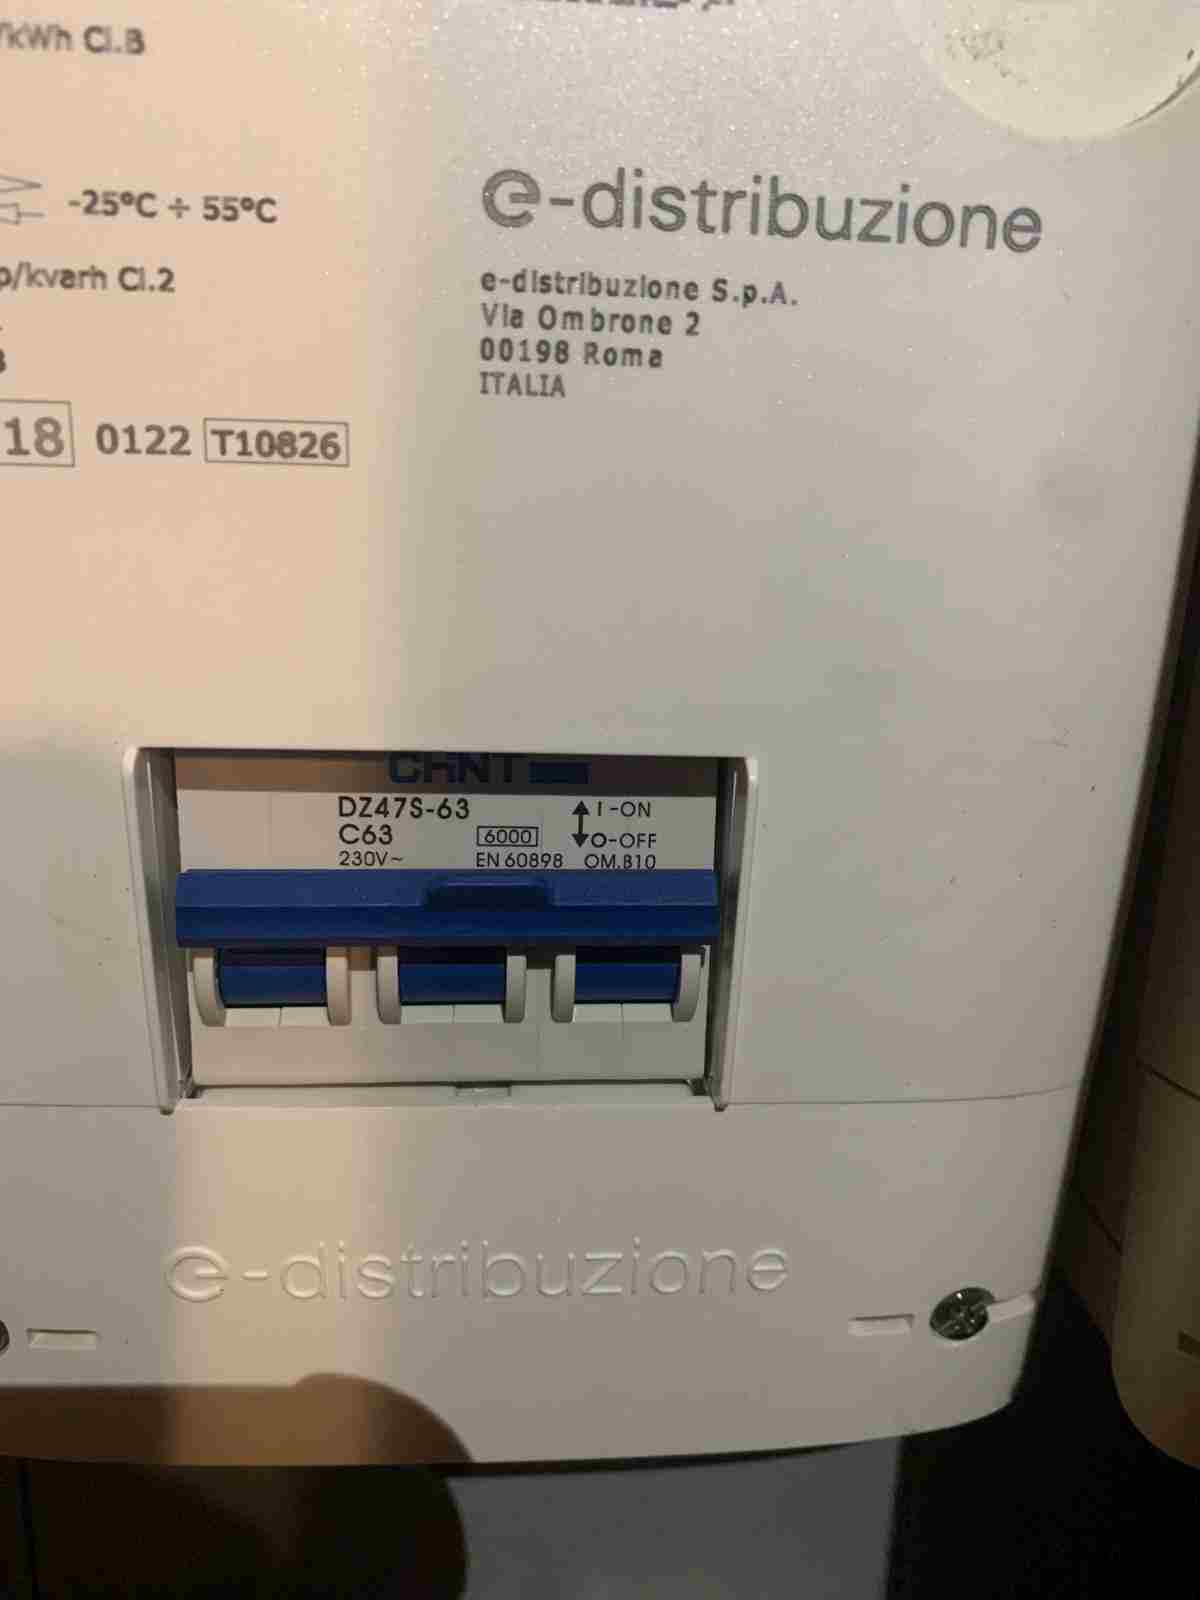 /kWh Cl.B
-25°C ÷ 55°C
p/kvarh Cl.2
18 0122 T10826
e-distribuzione
e-distribuzione S.p.A.
Via Ombrone 2
00198 Roma
ITALIA
CHNT
DZ47S-63
C63
230V~
6000
EN 60898
I-ON
O-OFF
OM.B10
e-distribuzione